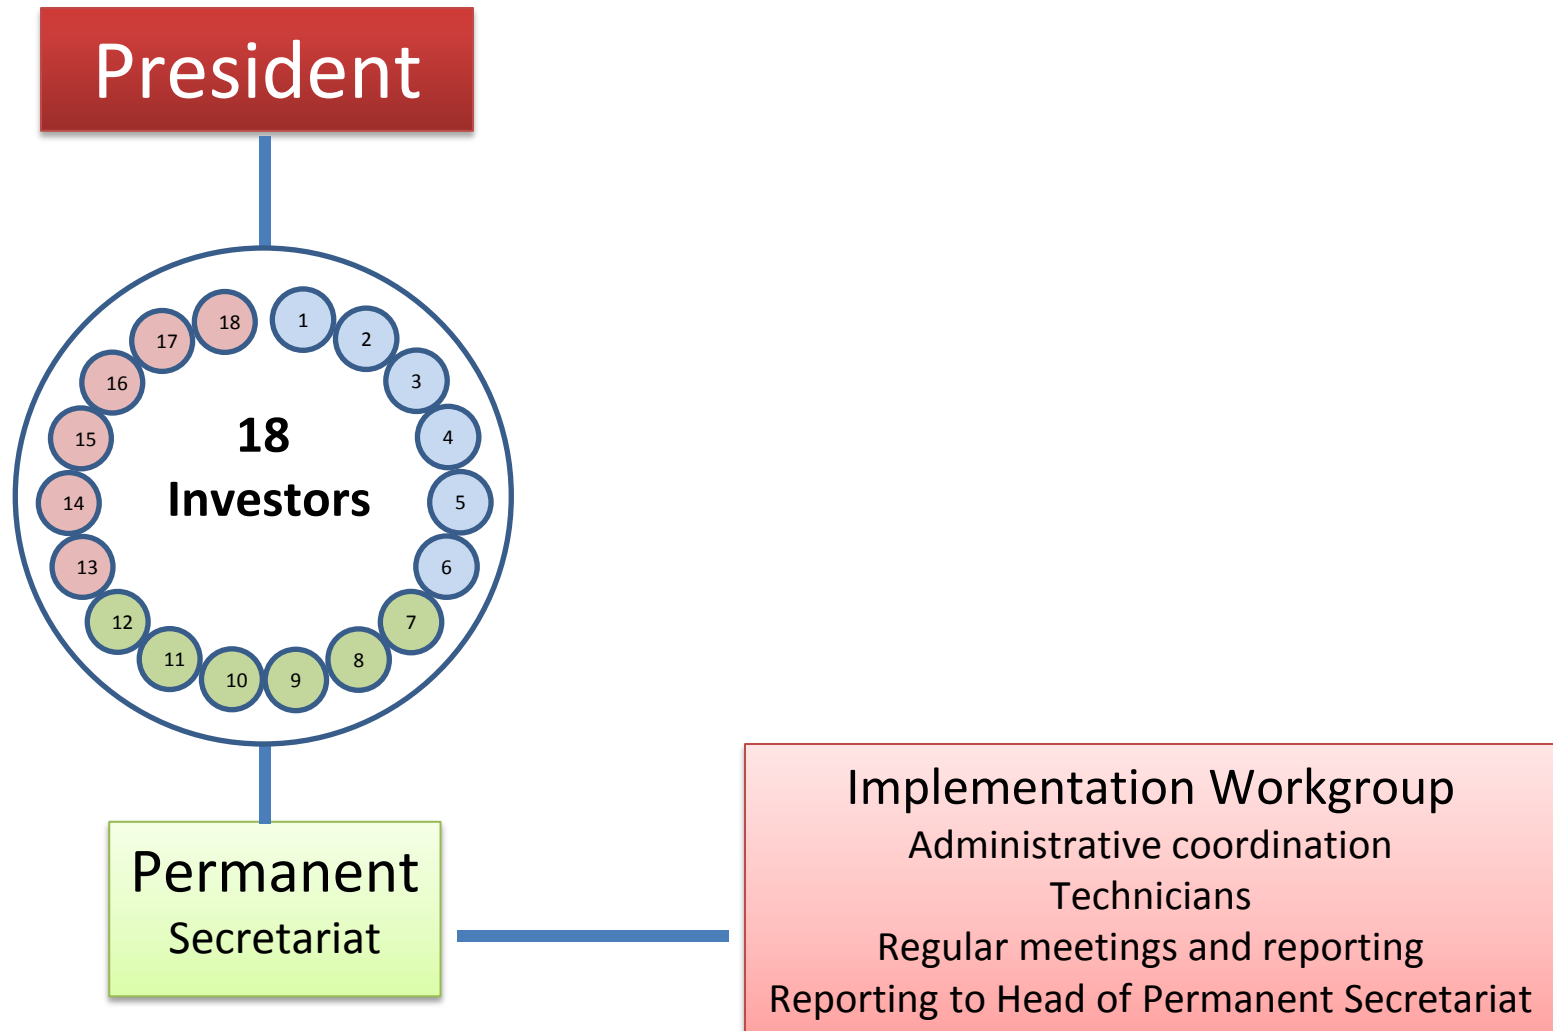 President
1
2
3
4
5
6
7
8
9
10
11
12
13
14
15
16
17
18
18
Investors
Permanent
Secretariat
Implementation Workgroup
Administrative coordination
Technicians
Regular meetings and reporting
Reporting to Head of Permanent Secretariat